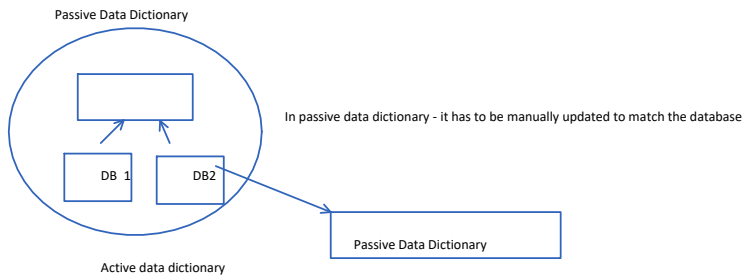 Passive Data Dictionary
In passive data dictionary - it has to be manually updated to match the database
DB 1
DB2
Passive Data Dictionary
Active data dictionary